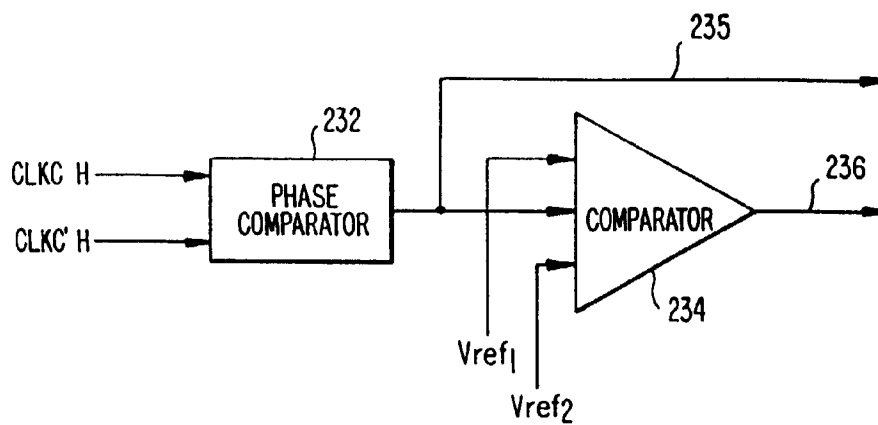 235
232
CLKC H
PHASE
COMPARATOR
CLKC' H
COMPARATOR
236
234
Vref1
Vref2